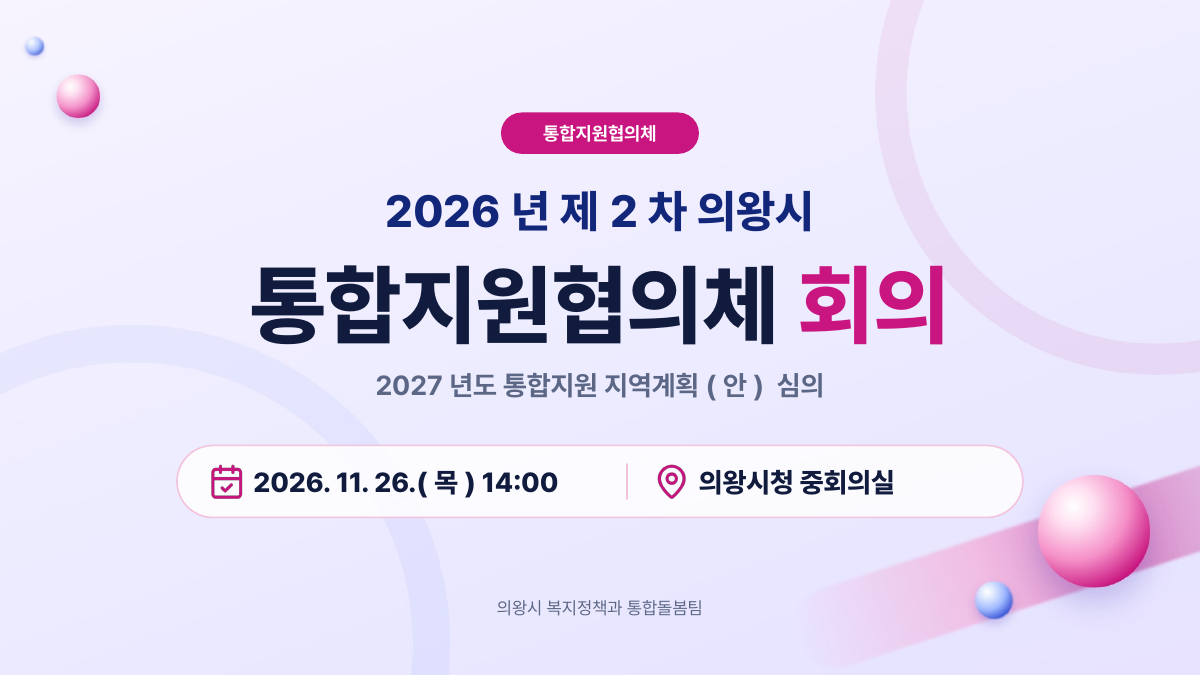 통합지원협의체
2026 년 제 2 차 의왕시
통합지원협의체 회의
2027 년도 통합지원 지역계획 ( 안 ) 심의
2026. 11. 26.( 목 ) 14:00
의왕시청 중회의실
의왕시 복지정책과 통합돌봄팀